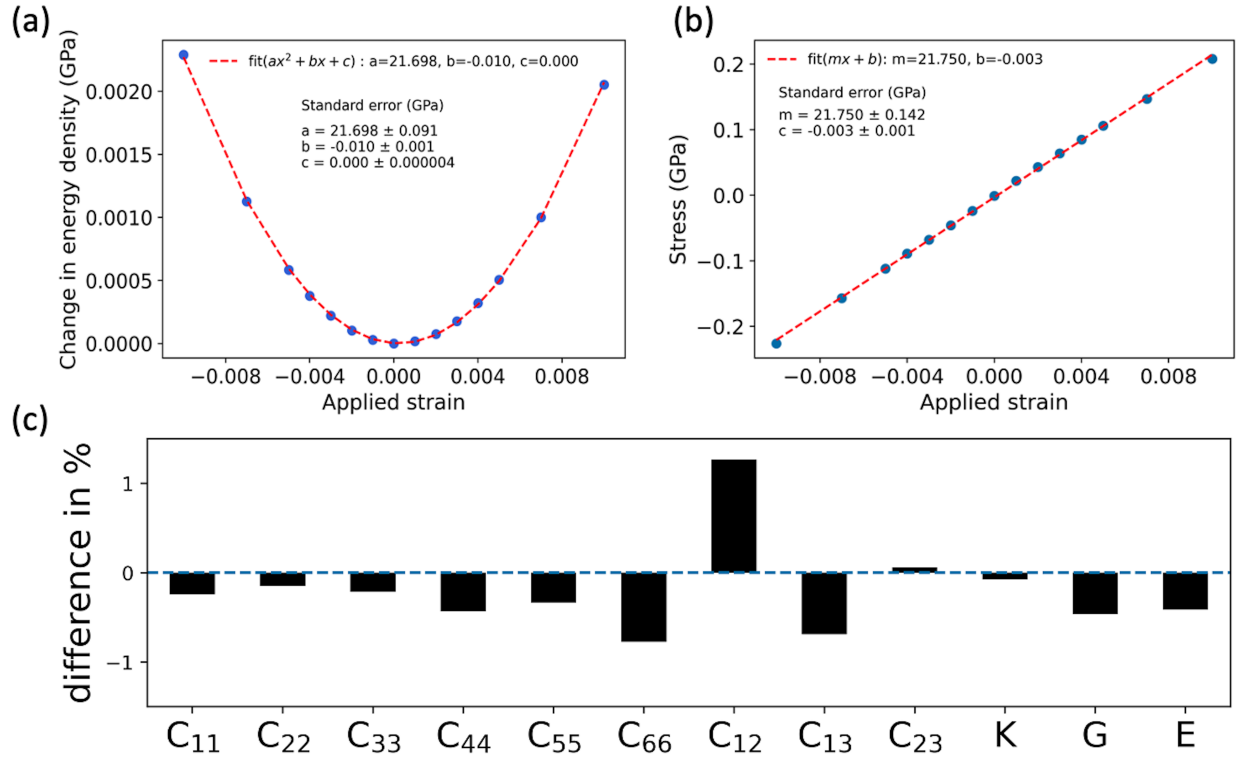 (a)
Change in energy density (GPa)
fit(ax² + bx + c) : a=21.698, b=-0.010, c=0.000
Standard error (GPa)
a = 21.698 ± 0.091
b = -0.010 ± 0.001
c = 0.000 ± 0.000004
0.0020
0.0015
0.0010
0.0005
0.0000
−0.008 −0.004 0.000 0.004 0.008
Applied strain
(b)
Stress (GPa)
fit(mx + b): m=21.750, b=-0.003
Standard error (GPa)
m = 21.750 ± 0.142
c = -0.003 ± 0.001
0.2
0.1
0.0
−0.1
−0.2
−0.008 −0.004 0.000 0.004 0.008
Applied strain
(c)
difference in %
1
0
−1
C₁₁ C₂₂ C₃₃ C₄₄ C₅₅ C₆₆ C₁₂ C₁₃ C₂₃ K G E